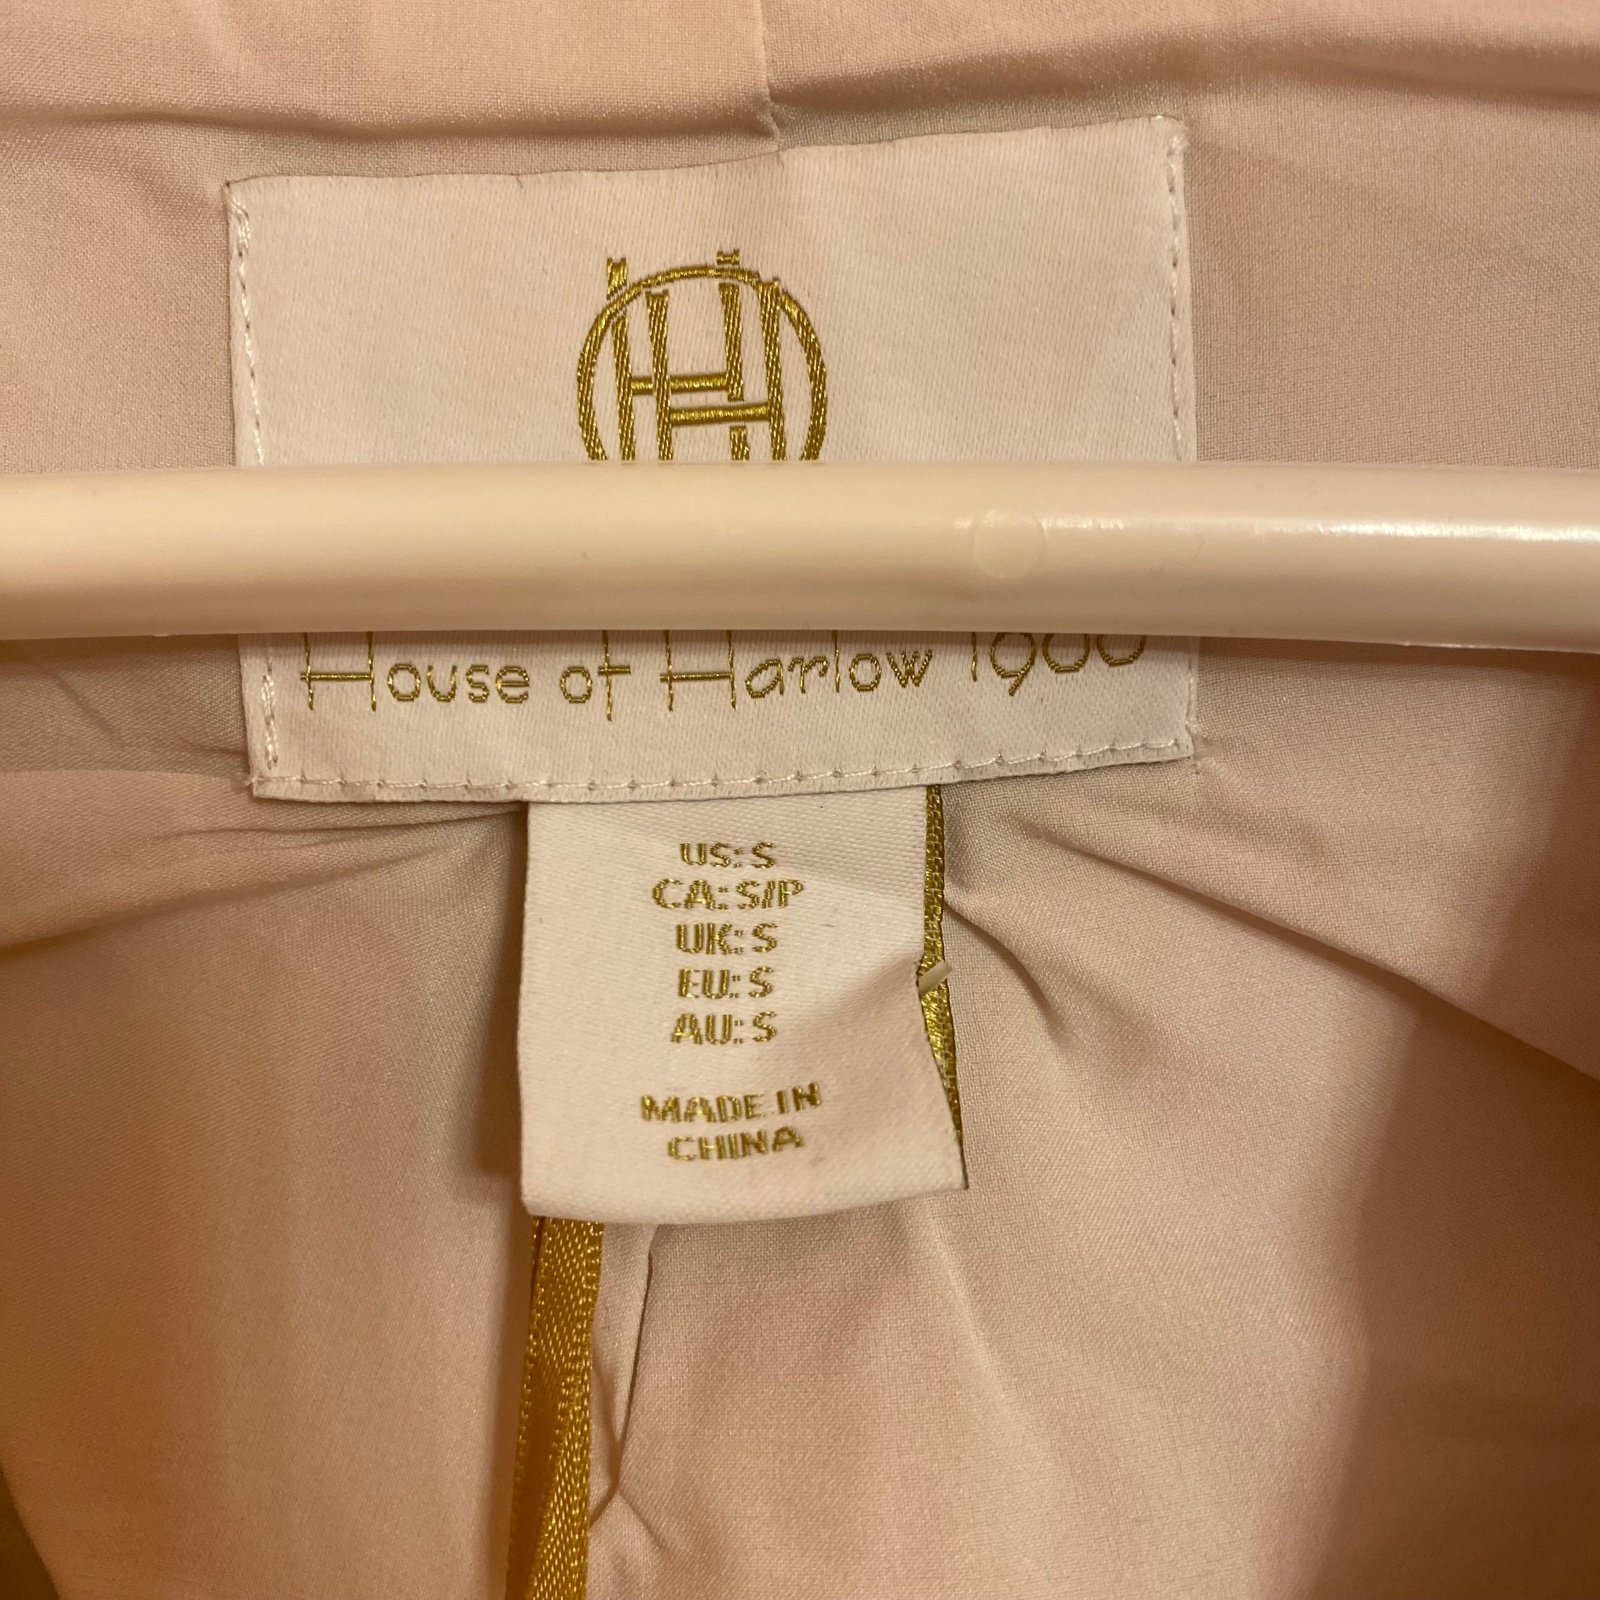 House of Harlow 1960
US: S
CA: S/P
UK: S
EU: S
AU: S
MADE IN
CHINA